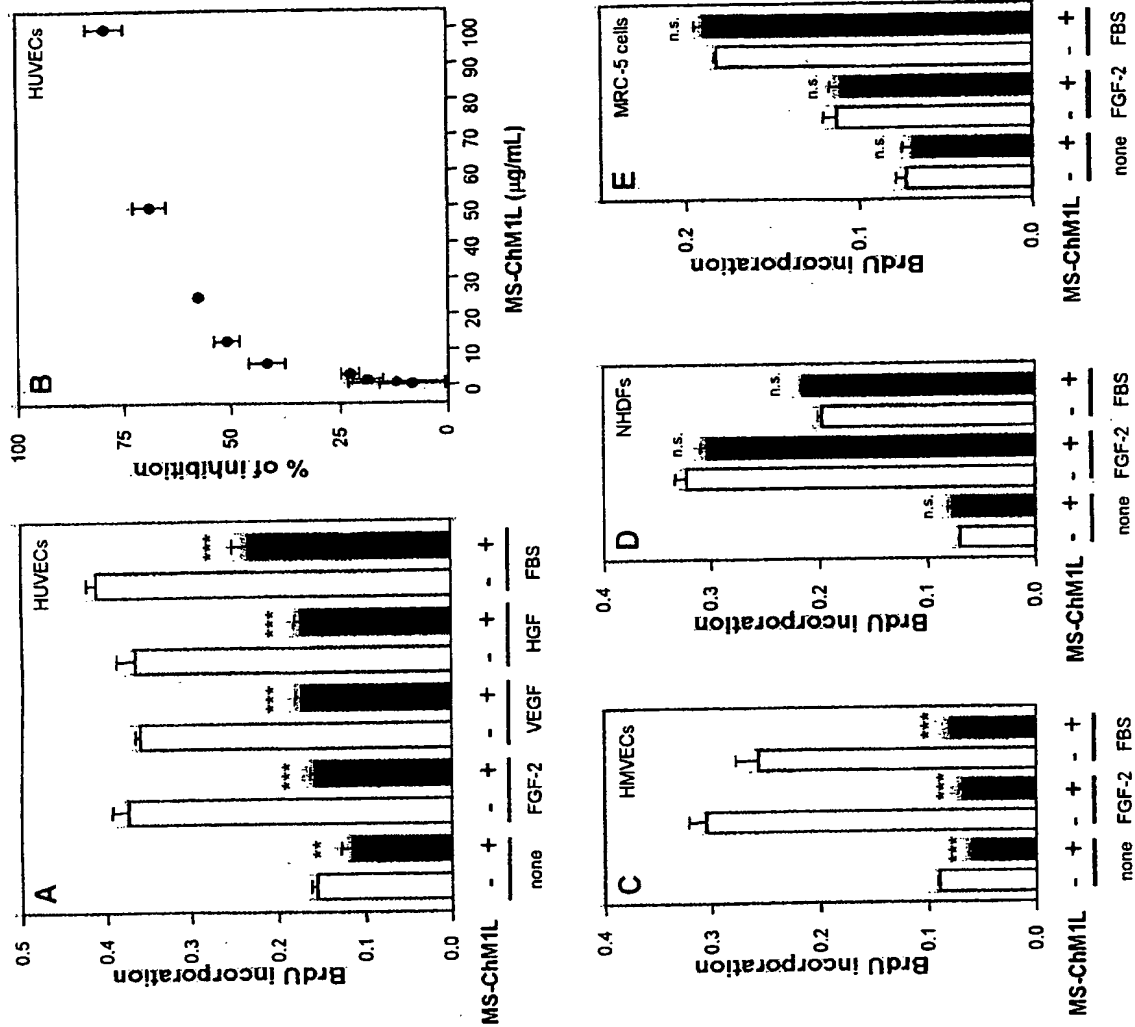 A
HUVECs
BrdU incorporation
0.5
0.4
0.3
0.2
0.1
0.0
** *** *** *** ***
MS-ChM1L - + - + - + - + - +
none FGF-2 VEGF HGF FBS
B
HUVECs
% of inhibition
100
75
50
25
0
0 10 20 30 40 50 60 70 80 90 100
MS-ChM1L (µg/mL)
C
HMVECs
BrdU incorporation
0.4
0.3
0.2
0.1
0.0
*** *** ***
MS-ChM1L - + - + - +
none FGF-2 FBS
D
NHDFs
BrdU incorporation
0.4
0.3
0.2
0.1
0.0
n.s. n.s. n.s.
MS-ChM1L - + - + - +
none FGF-2 FBS
E
MRC-5 cells
BrdU incorporation
0.2
0.1
0.0
n.s. n.s. n.s.
MS-ChM1L - + - + - +
none FGF-2 FBS